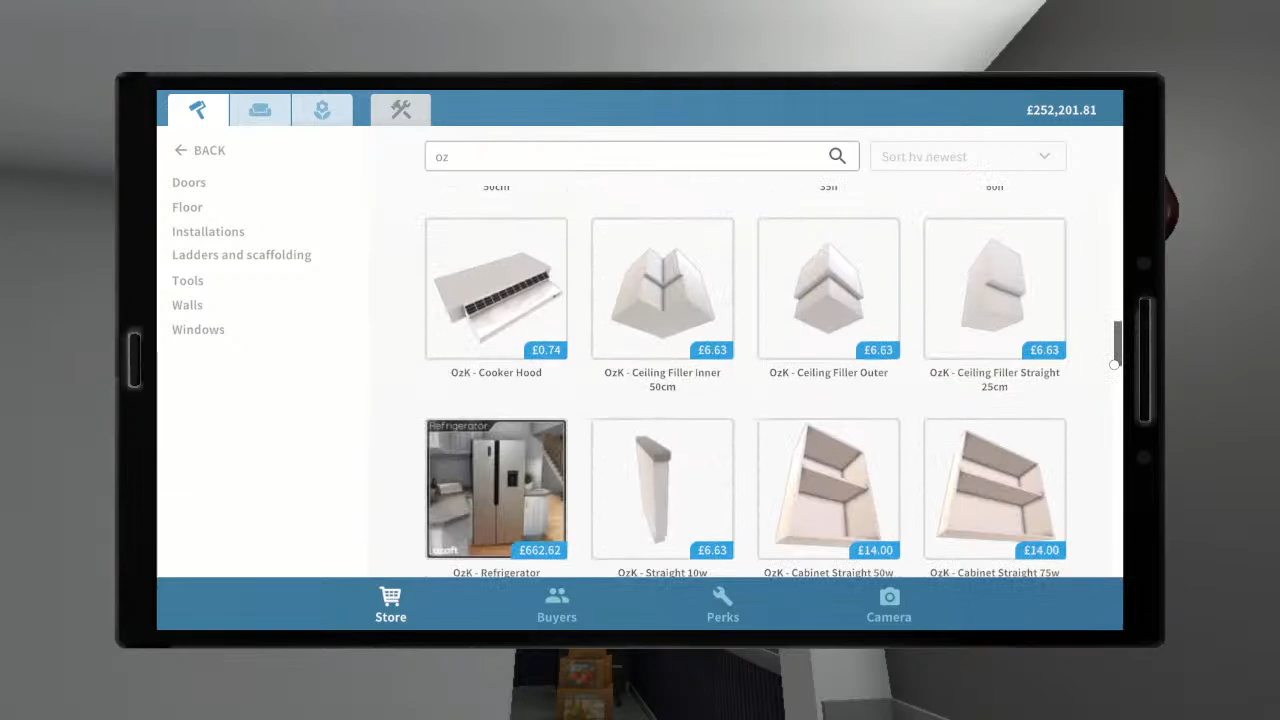 £252,201.81
BACK
oz
Sort by newest
Doors
Floor
Installations
Ladders and scaffolding
Tools
Walls
Windows
50cm
35h
60h
£0.74
£6.63
£6.63
£6.63
OzK - Cooker Hood
OzK - Ceiling Filler Inner
50cm
OzK - Ceiling Filler Outer
OzK - Ceiling Filler Straight
25cm
Refrigerator
ozoft
£662.62
£6.63
£14.00
£14.00
OzK - Refrigerator
OzK - Straight 10w
OzK - Cabinet Straight 50w
OzK - Cabinet Straight 75w
Store
Buyers
Perks
Camera